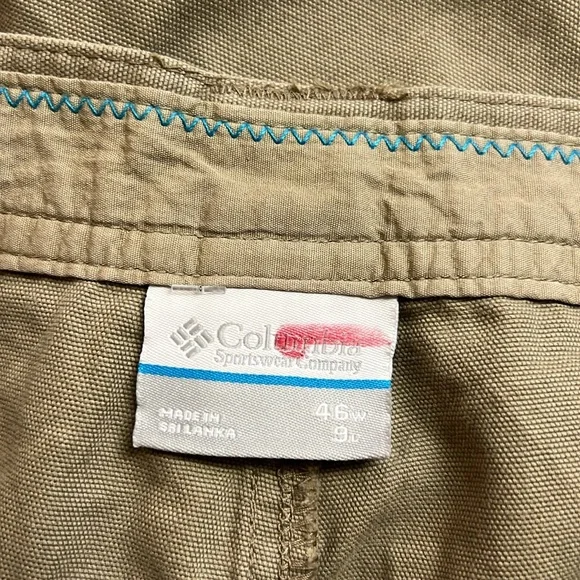 Columbia
Sportswear Company
MADE IN
SRI LANKA
46W
9L